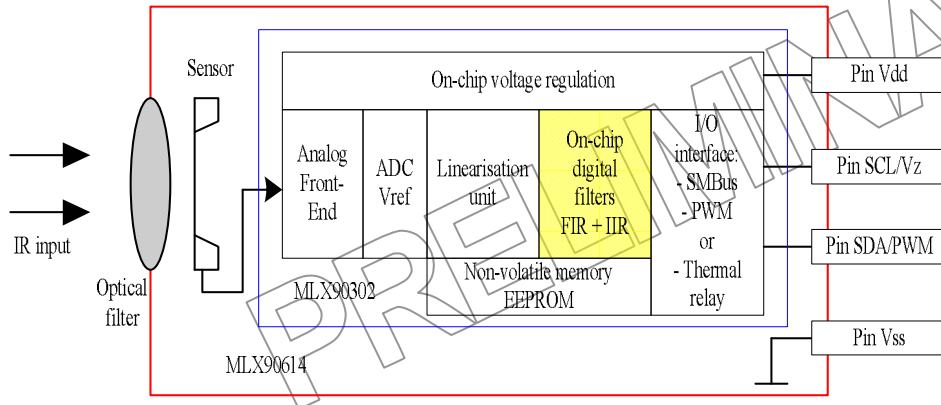 Sensor
On-chip voltage regulation
Pin Vdd
Analog
Front-
End
ADC
Vref
Linearisation
unit
On-chip
digital
filters
FIR + IIR
I/O
interface:
- SMBus
- PWM
or
- Thermal
relay
Pin SCL/Vz
IR input
Pin SDA/PWM
Optical
filter
Non-volatile memory
EEPROM
MLX90302
Pin Vss
MLX90614
PRELIMINA